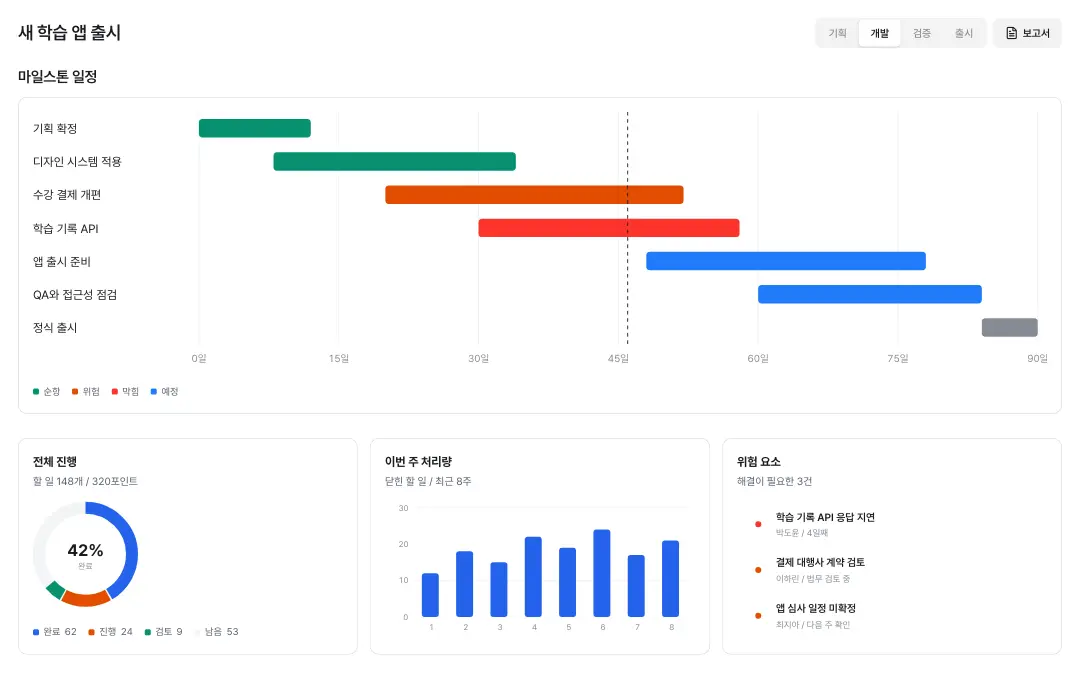 새 학습 앱 출시
기획 개발 검증 출시 보고서
마일스톤 일정
기획 확정
디자인 시스템 적용
수강 결제 개편
학습 기록 API
앱 출시 준비
QA와 접근성 점검
정식 출시
0일 15일 30일 45일 60일 75일 90일
순항 위험 막힘 예정
전체 진행
할 일 148개 / 320포인트
42%
완료
완료 62 진행 24 검토 9 남음 53
이번 주 처리량
닫힌 할 일 / 최근 8주
30
20
10
0
1 2 3 4 5 6 7 8
위험 요소
해결이 필요한 3건
학습 기록 API 응답 지연
박도윤 / 4일째
결제 대행사 계약 검토
이하린 / 법무 검토 중
앱 심사 일정 미확정
최지아 / 다음 주 확인